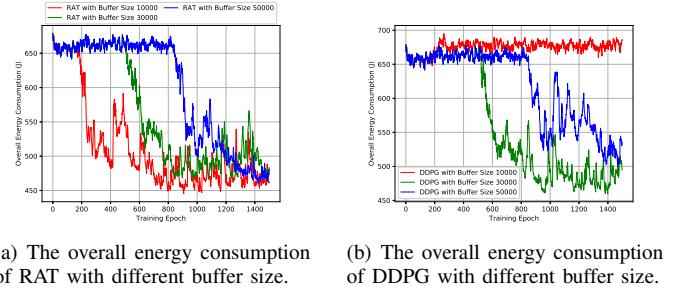 RAT with Buffer Size 10000 RAT with Buffer Size 50000
RAT with Buffer Size 30000
650
600
550
500
450
Overall Energy Consumption (J)
0 200 400 600 800 1000 1200 1400
Training Epoch
a) The overall energy consumption
of RAT with different buffer size.
700
650
600
550
500
450
Overall Energy Consumption (J)
DDPG with Buffer Size 10000
DDPG with Buffer Size 30000
DDPG with Buffer Size 50000
0 200 400 600 800 1000 1200 1400
Training Epoch
(b) The overall energy consumption
of DDPG with different buffer size.